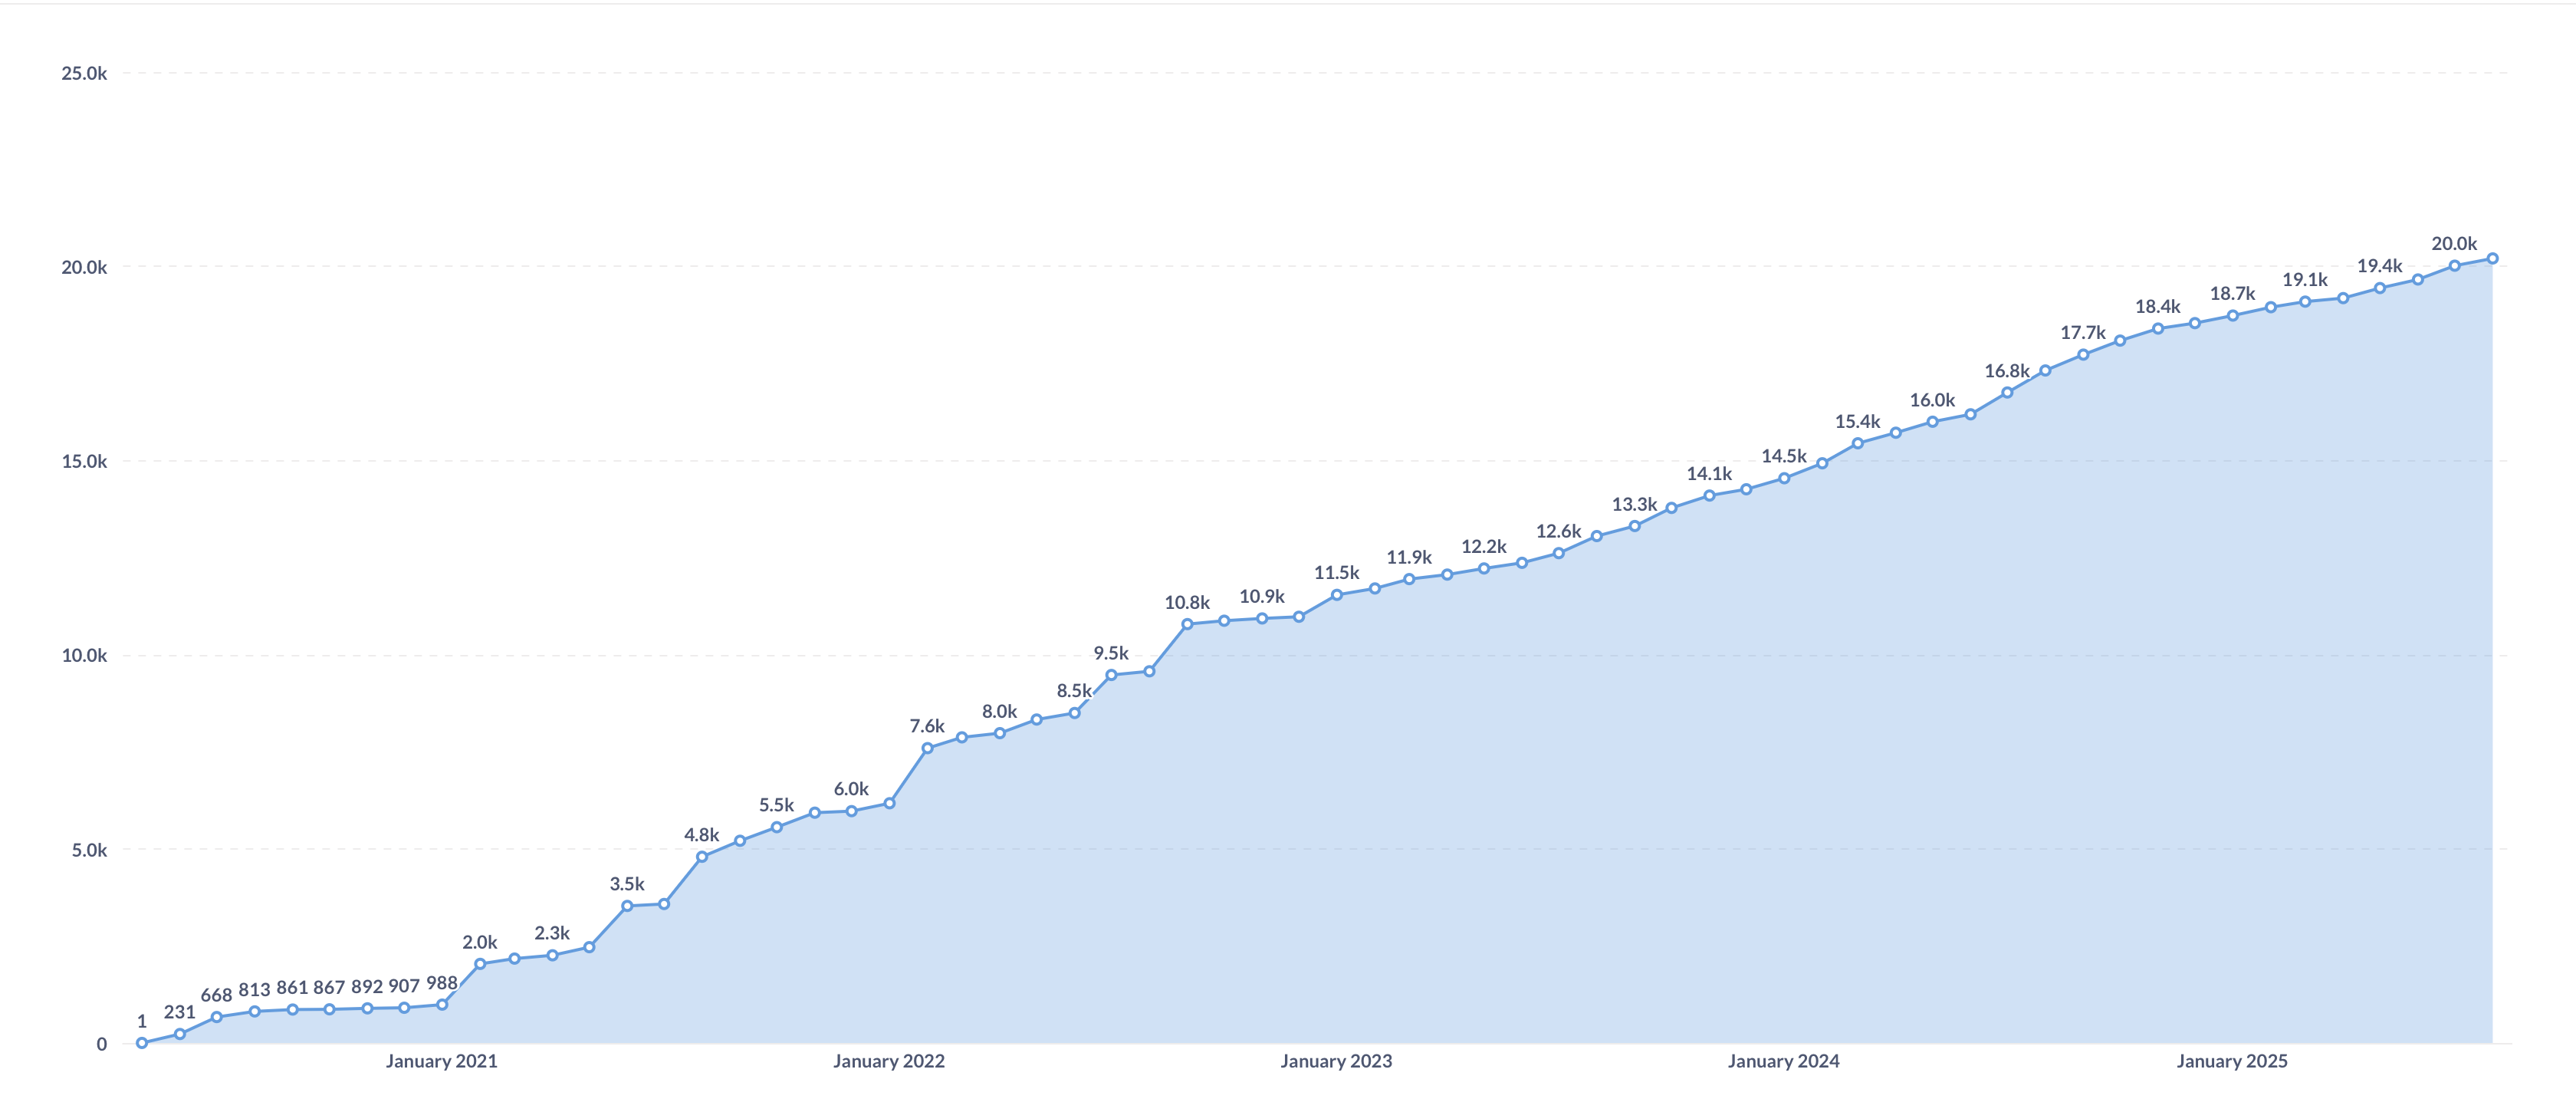 25.0k
20.0k
15.0k
10.0k
5.0k
0
1
231
668
813
861
867
892
907
988
2.0k
2.3k
3.5k
4.8k
5.5k
6.0k
7.6k
8.0k
8.5k
9.5k
10.8k
10.9k
11.5k
11.9k
12.2k
12.6k
13.3k
14.1k
14.5k
15.4k
16.0k
16.8k
17.7k
18.4k
18.7k
19.1k
19.4k
20.0k
January 2021
January 2022
January 2023
January 2024
January 2025